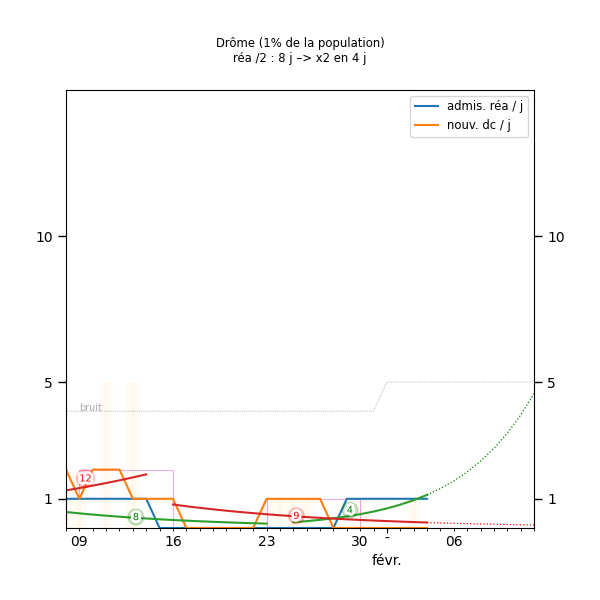 Drôme (1% de la population)
réa /2 : 8 j –> x2 en 4 j
admis. réa / j
nouv. dc / j
10
10
5
5
bruit
12
1
1
4
9
8
09
16
23
30
-
06
févr.